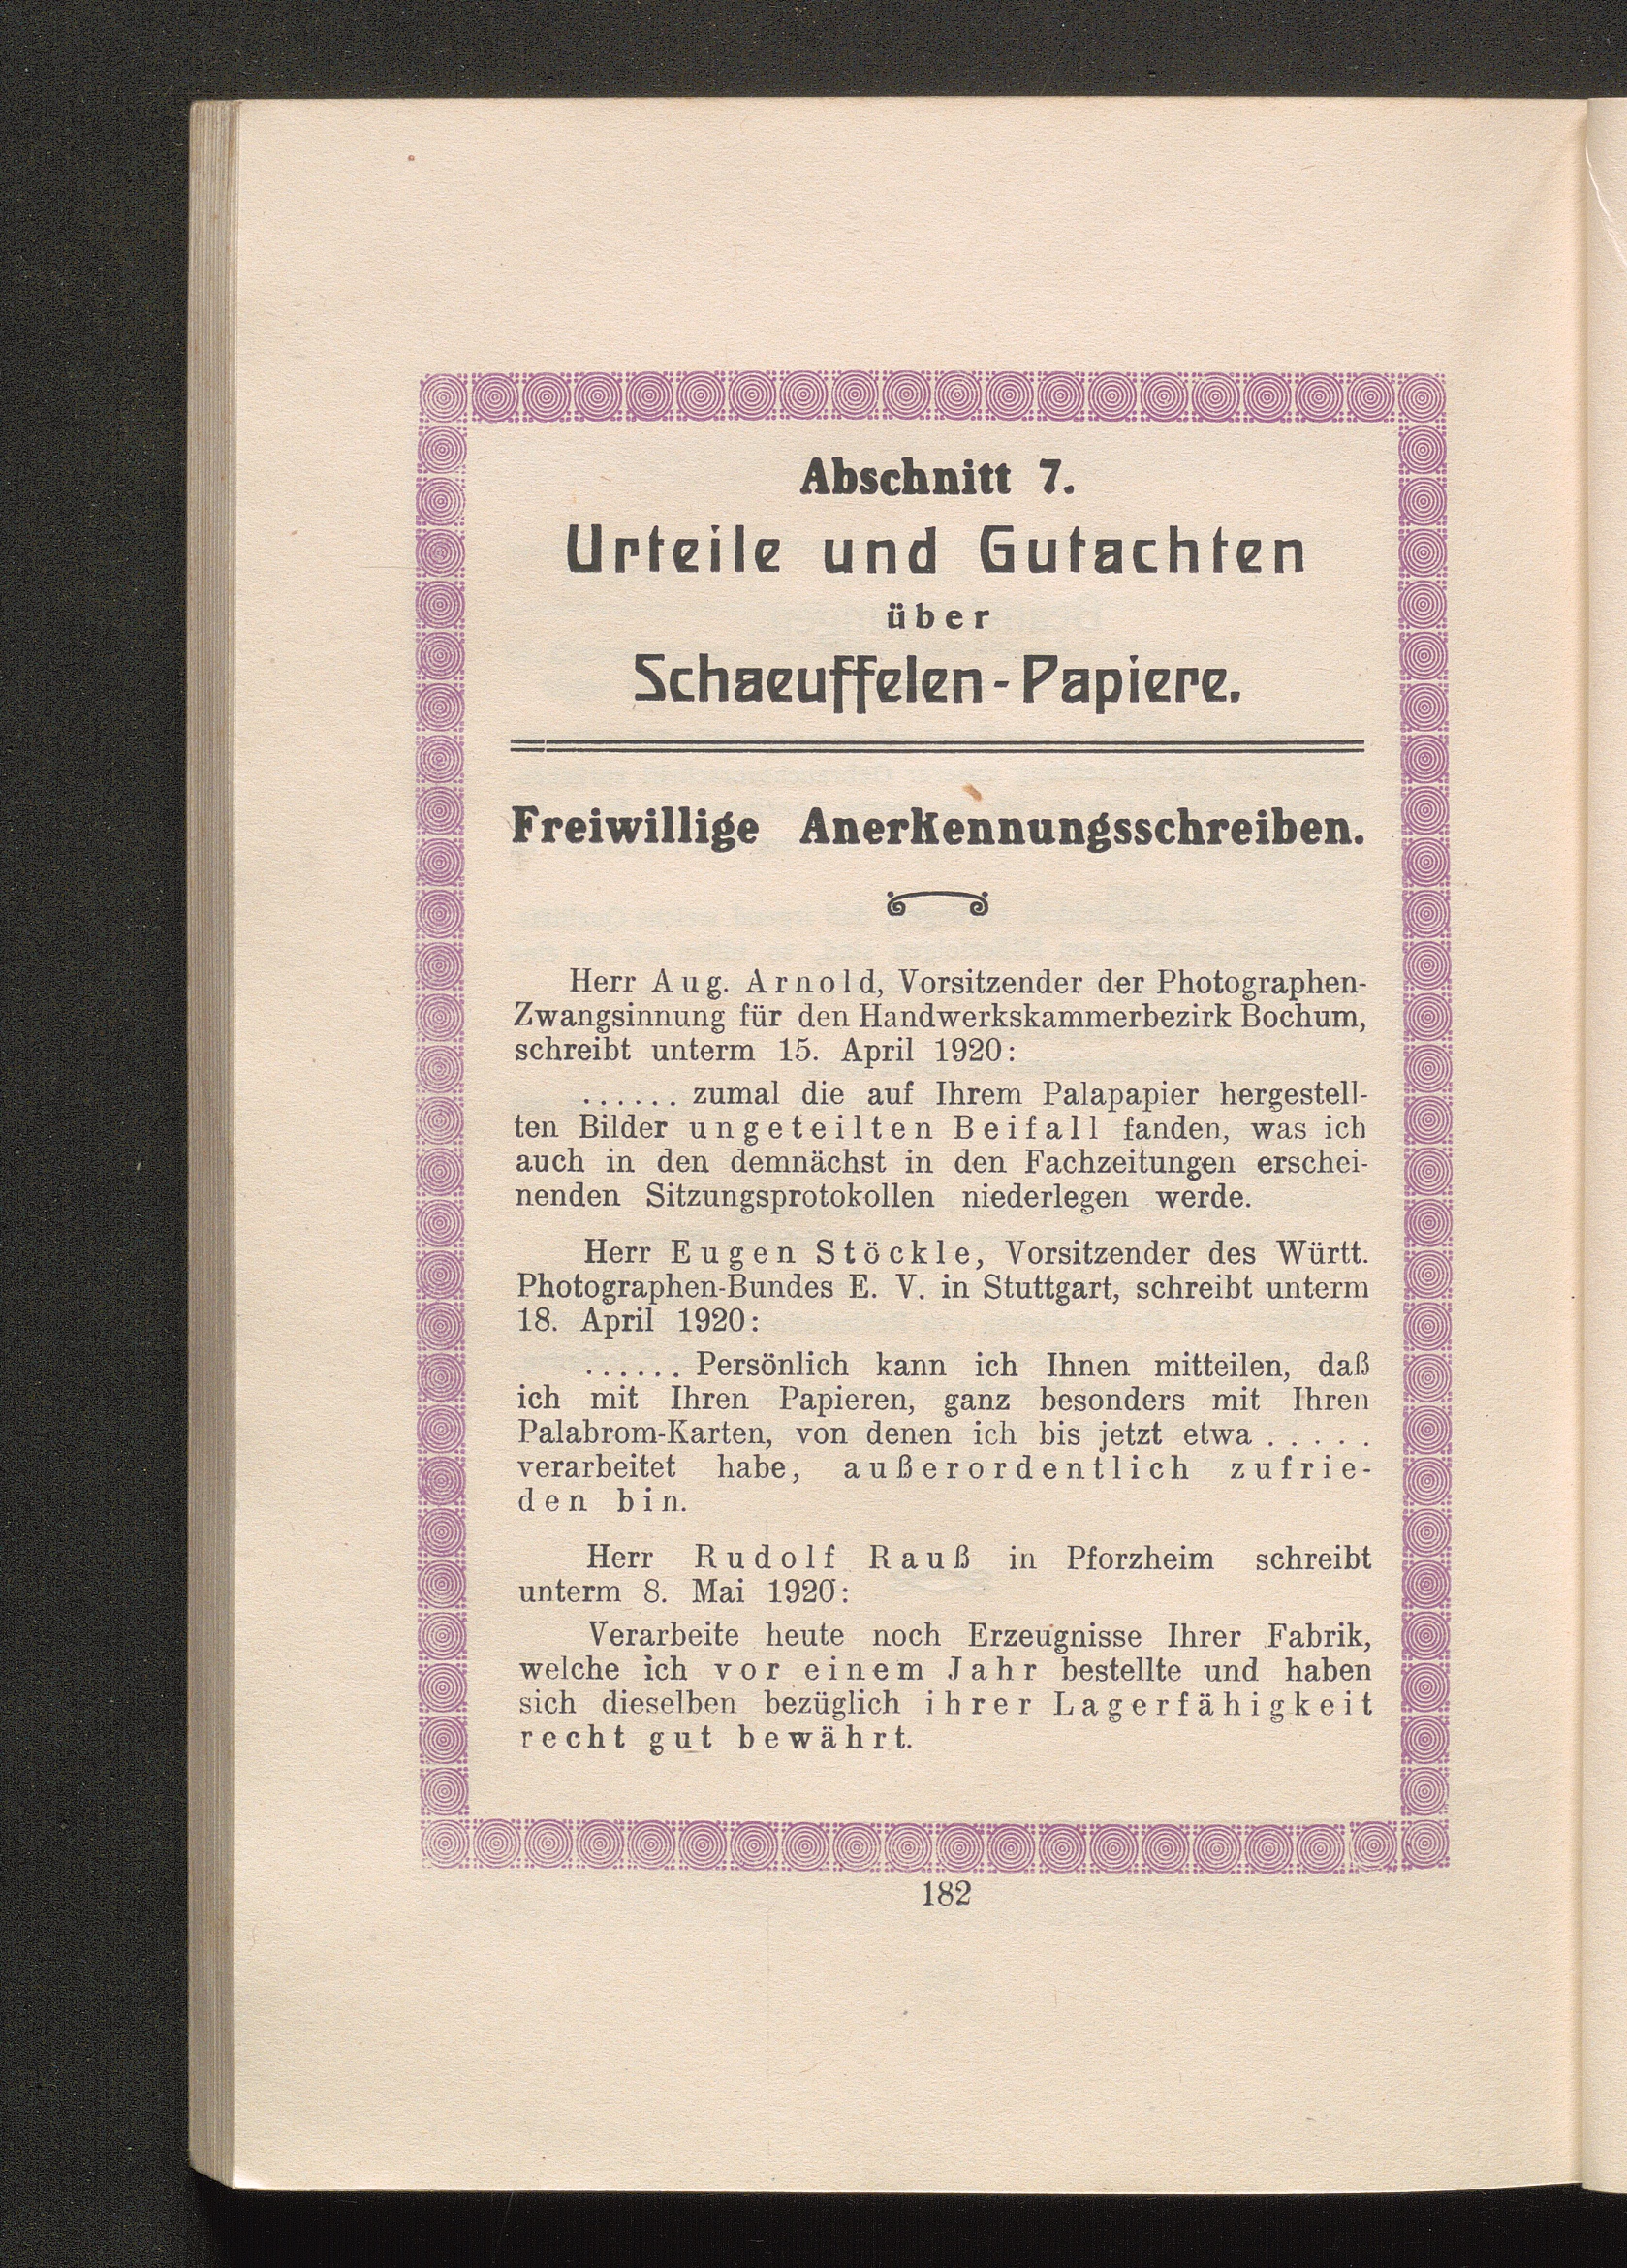 Abschnitt 7.
Urteile und Gutachten
über
Schaeuffelen-Papiere.
Freiwillige Anerkennungsschreiben.
Herr Aug. Arnold, Vorsitzender der Photographen-
Zwangsinnung für den Handwerkskammerbezirk Bochum,
schreibt unterm 15. April 1920:
...... zumal die auf Ihrem Palapapier hergestell-
ten Bilder ungeteilten Beifall fanden, was ich
auch in den demnächst in den Fachzeitungen erschei-
nenden Sitzungsprotokollen niederlegen werde.
Herr Eugen Stöckle, Vorsitzender des Württ.
Photographen-Bundes E. V. in Stuttgart, schreibt unterm
18. April 1920:
...... Persönlich kann ich Ihnen mitteilen, daß
ich mit Ihren Papieren, ganz besonders mit Ihren
Palabrom-Karten, von denen ich bis jetzt etwa .....
verarbeitet habe, außerordentlich zufrie-
den bin.
Herr Rudolf Rauß in Pforzheim schreibt
unterm 8. Mai 1920:
Verarbeite heute noch Erzeugnisse Ihrer Fabrik,
welche ich vor einem Jahr bestellte und haben
sich dieselben bezüglich ihrer Lagerfähigkeit
recht gut bewährt.
182